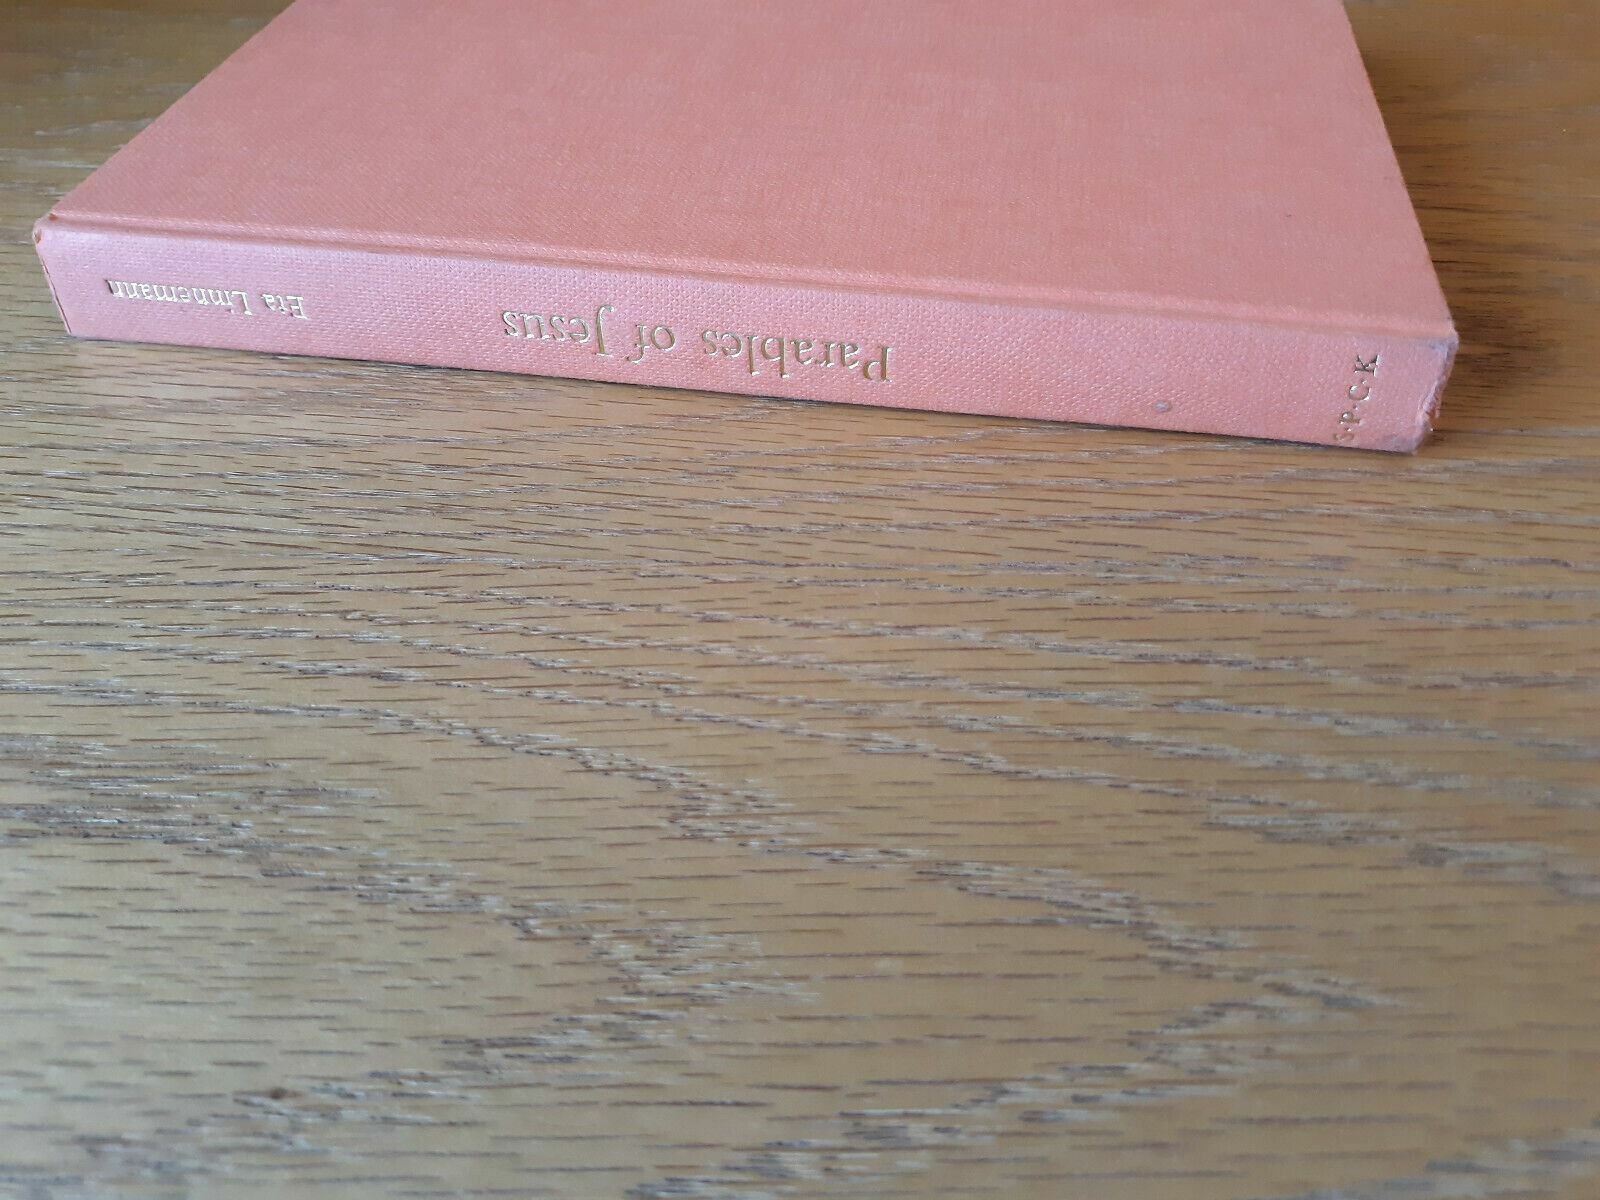 Parables of Jesus
Eta Linnemann
S·P·C·K